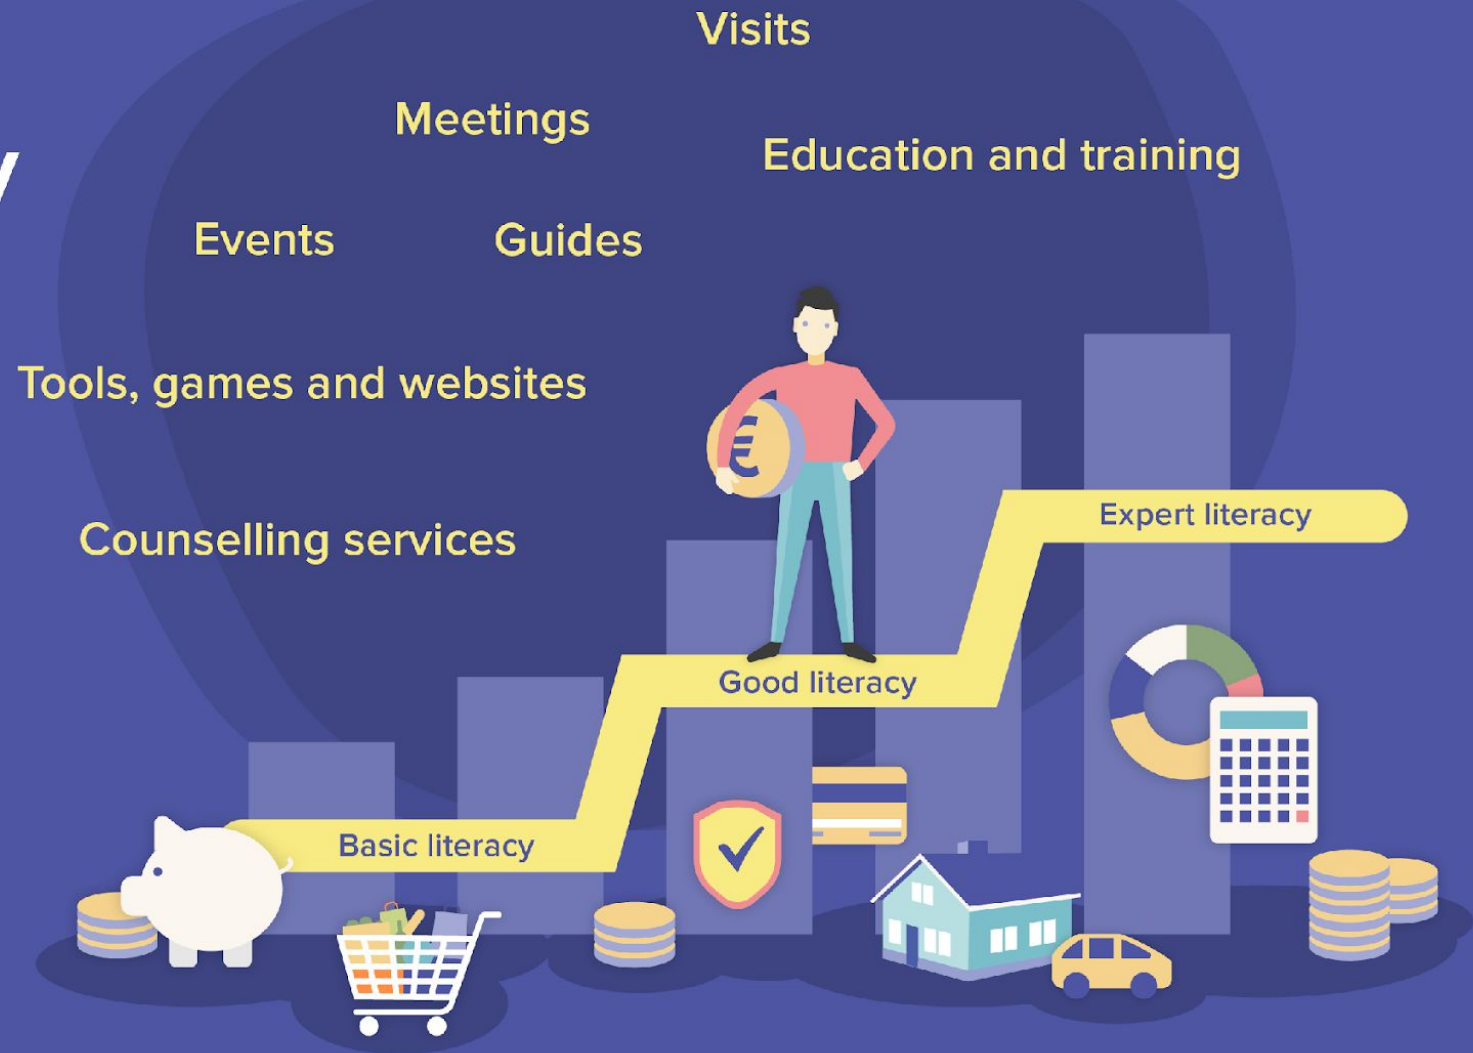 Visits
Meetings
Education and training
Events
Guides
Tools, games and websites
Counselling services
€
Expert literacy
Good literacy
Basic literacy